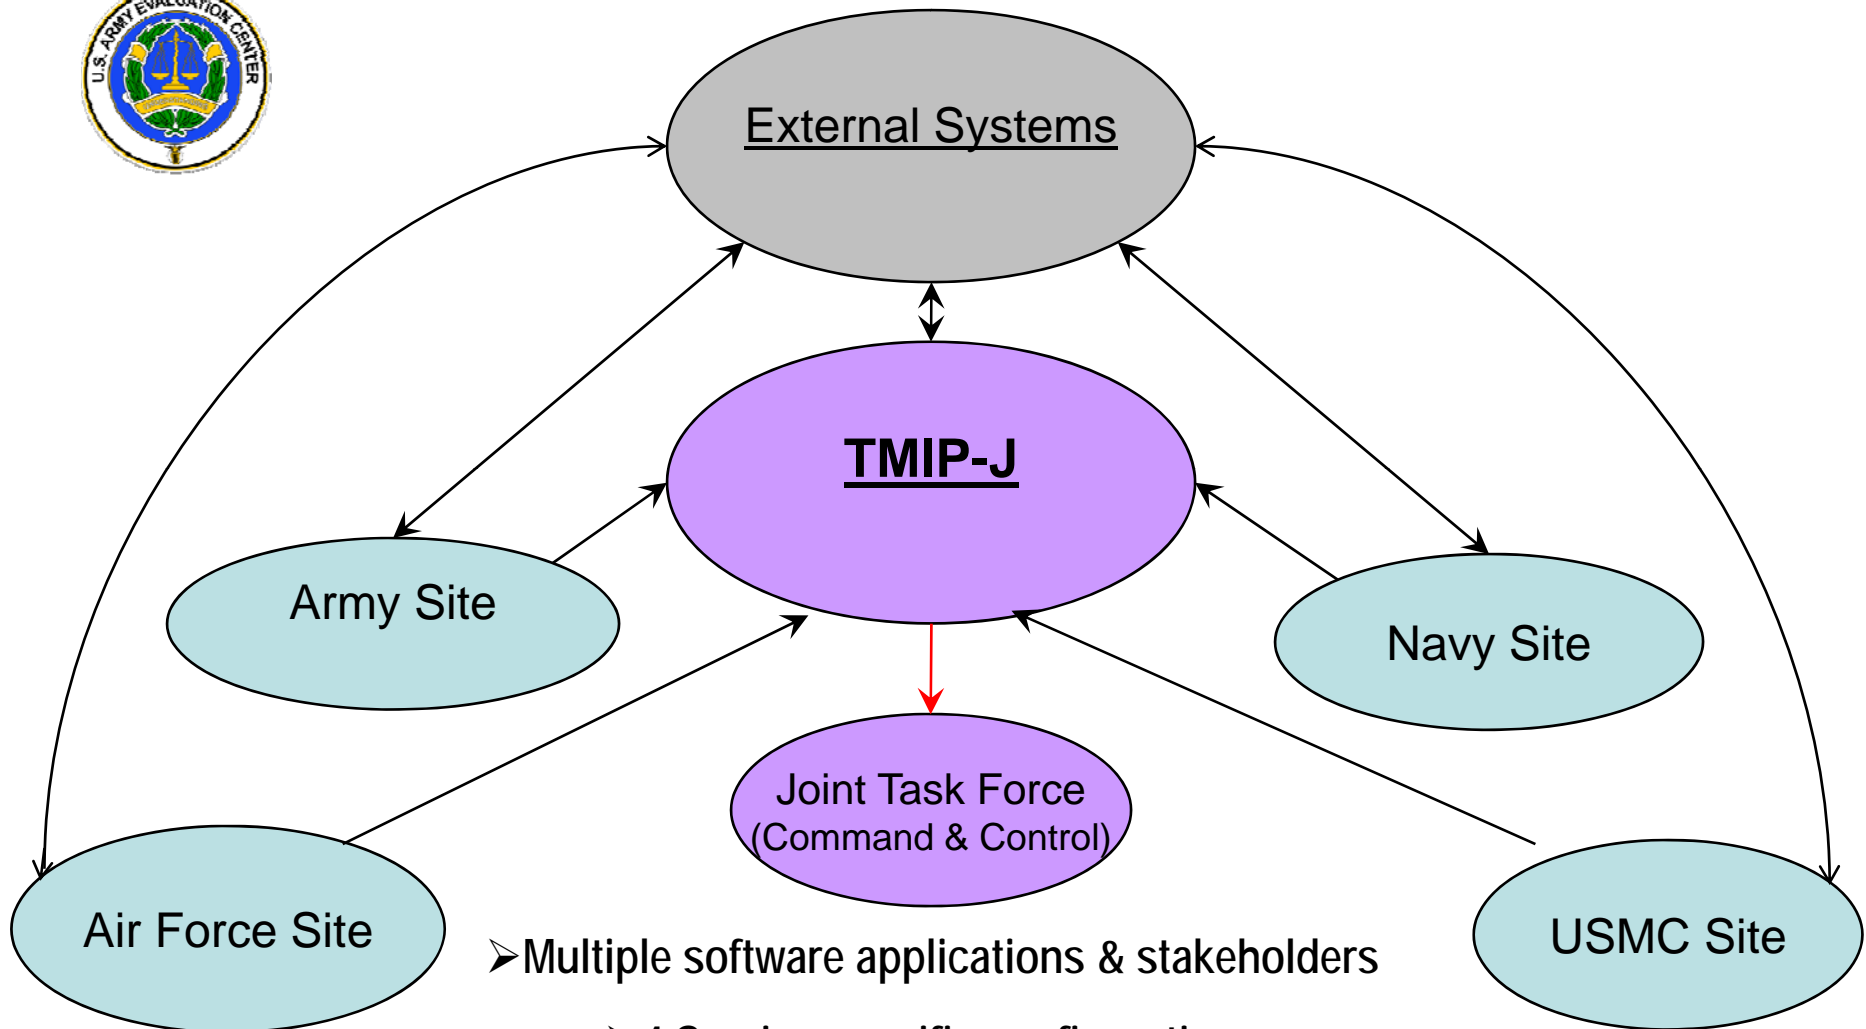 U.S. ARMY EVALUATION CENTER
External Systems
TMIP-J
Army Site
Navy Site
Joint Task Force
(Command & Control)
Air Force Site
USMC Site
➢Multiple software applications & stakeholders